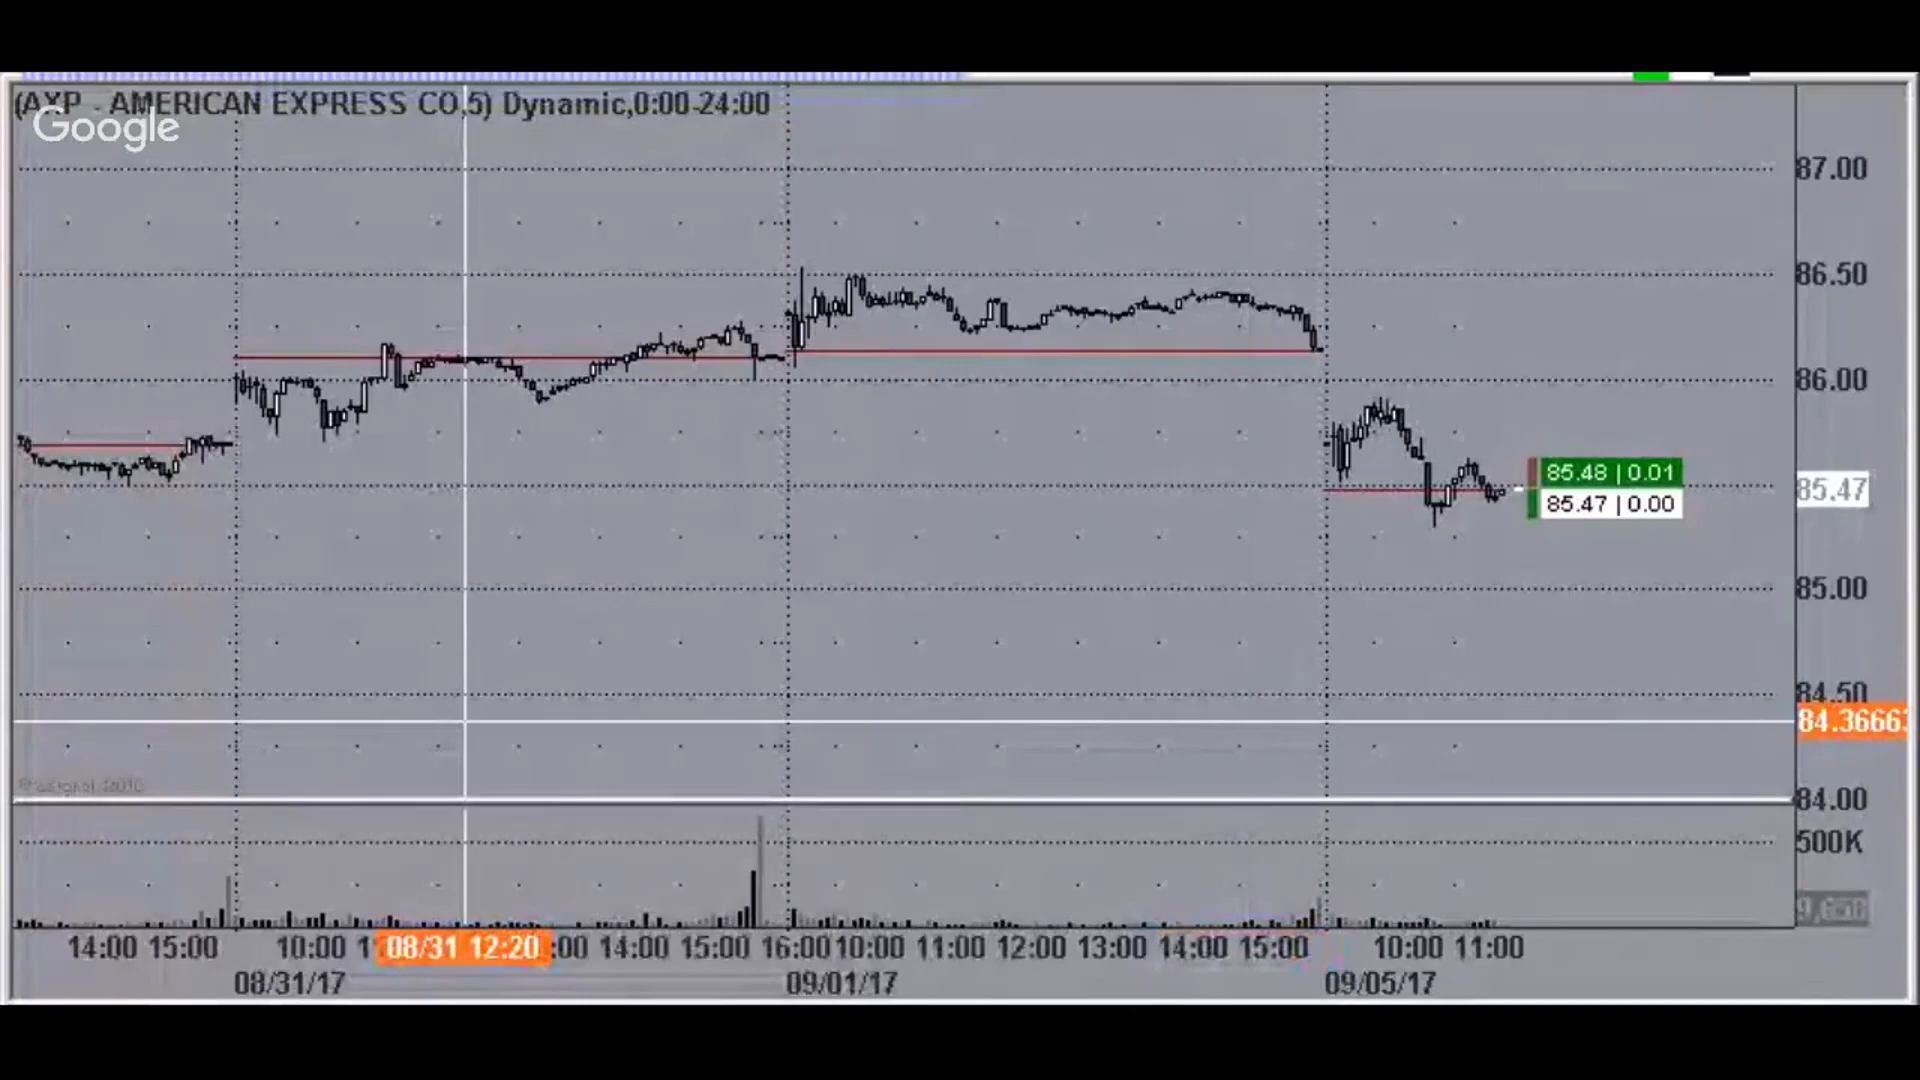 (AXP - AMERICAN EXPRESS CO,5) Dynamic,0:00-24:00
Google
87.00
86.50
86.00
85.48 | 0.01
85.47
85.47 | 0.00
85.00
84.50
84.36663
84.00
500K
9,650
14:00 15:00 10:00 08/31 12:20 :00 14:00 15:00 16:00 10:00 11:00 12:00 13:00 14:00 15:00 10:00 11:00
08/31/17 09/01/17 09/05/17